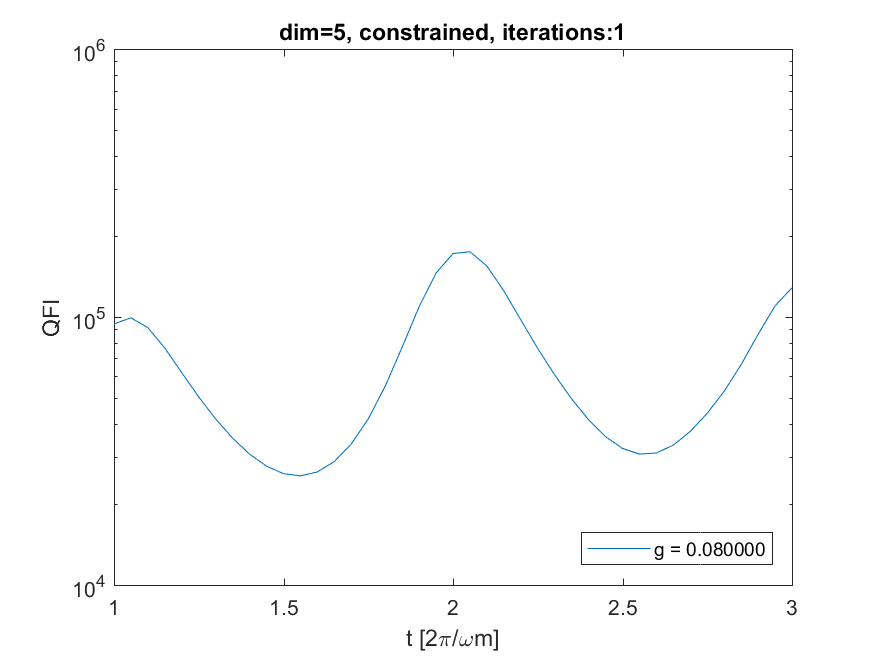 dim=5, constrained, iterations:1
10^6
10^5
10^4
QFI
g = 0.080000
1 1.5 2 2.5 3
t [2π/ωm]